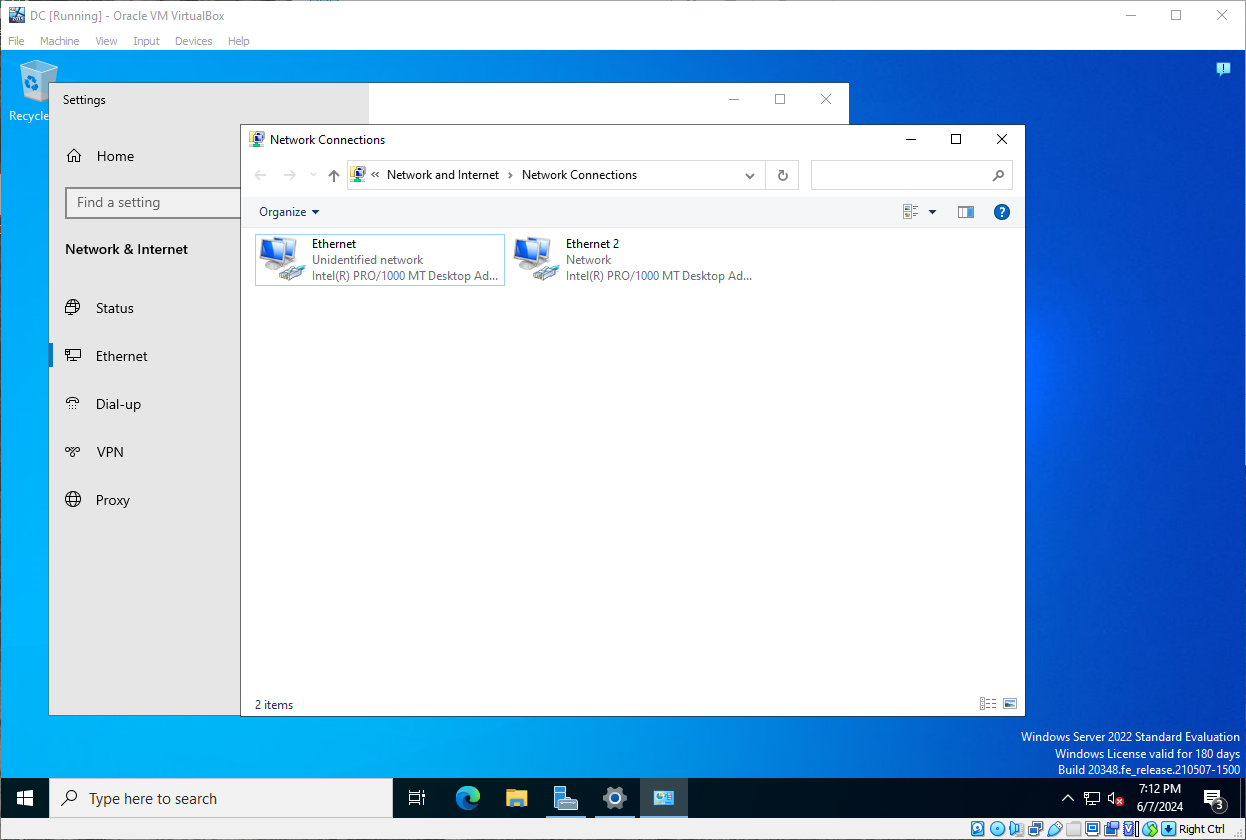 DC [Running] - Oracle VM VirtualBox
File Machine View Input Devices Help
Recycle
Settings
Home
Find a setting
Network & Internet
Status
Ethernet
Dial-up
VPN
Proxy
Network Connections
« Network and Internet › Network Connections
Organize
Ethernet
Unidentified network
Intel(R) PRO/1000 MT Desktop Ad...
Ethernet 2
Network
Intel(R) PRO/1000 MT Desktop Ad...
2 items
Windows Server 2022 Standard Evaluation
Windows License valid for 180 days
Build 20348.fe_release.210507-1500
Type here to search
7:12 PM
6/7/2024
3
Right Ctrl